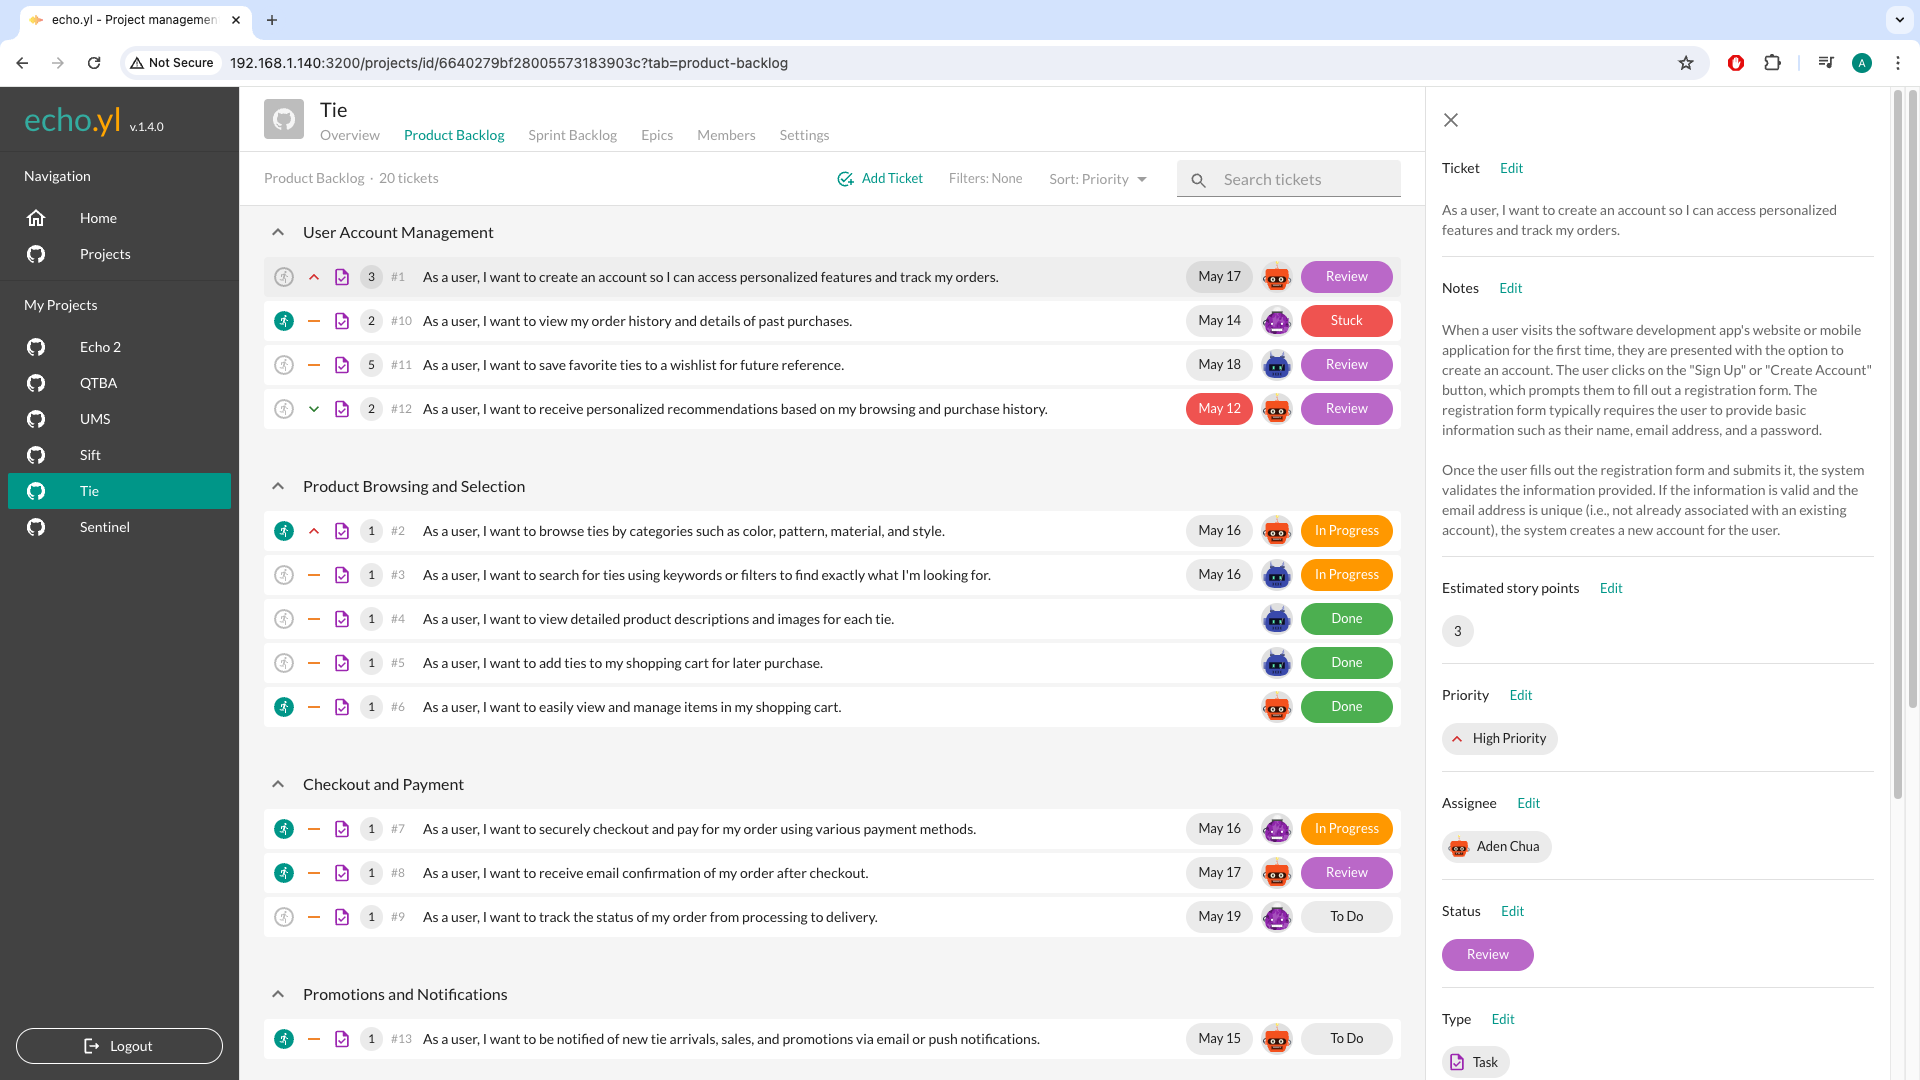 echo.yl - Project managemen
Not Secure
192.168.1.140:3200/projects/id/6640279bf28005573183903c?tab=product-backlog
A
echo.yl v.1.4.0
Navigation
Home
Projects
My Projects
Echo 2
QTBA
UMS
Sift
Tie
Sentinel
Logout
Tie
Overview
Product Backlog
Sprint Backlog
Epics
Members
Settings
Product Backlog · 20 tickets
Add Ticket
Filters: None
Sort: Priority
Search tickets
User Account Management
3 #1 As a user, I want to create an account so I can access personalized features and track my orders. May 17 Review
2 #10 As a user, I want to view my order history and details of past purchases. May 14 Stuck
5 #11 As a user, I want to save favorite ties to a wishlist for future reference. May 18 Review
2 #12 As a user, I want to receive personalized recommendations based on my browsing and purchase history. May 12 Review
Product Browsing and Selection
1 #2 As a user, I want to browse ties by categories such as color, pattern, material, and style. May 16 In Progress
1 #3 As a user, I want to search for ties using keywords or filters to find exactly what I'm looking for. May 16 In Progress
1 #4 As a user, I want to view detailed product descriptions and images for each tie. Done
1 #5 As a user, I want to add ties to my shopping cart for later purchase. Done
1 #6 As a user, I want to easily view and manage items in my shopping cart. Done
Checkout and Payment
1 #7 As a user, I want to securely checkout and pay for my order using various payment methods. May 16 In Progress
1 #8 As a user, I want to receive email confirmation of my order after checkout. May 17 Review
1 #9 As a user, I want to track the status of my order from processing to delivery. May 19 To Do
Promotions and Notifications
1 #13 As a user, I want to be notified of new tie arrivals, sales, and promotions via email or push notifications. May 15 To Do
Ticket Edit
As a user, I want to create an account so I can access personalized
features and track my orders.
Notes Edit
When a user visits the software development app's website or mobile
application for the first time, they are presented with the option to
create an account. The user clicks on the "Sign Up" or "Create Account"
button, which prompts them to fill out a registration form. The
registration form typically requires the user to provide basic
information such as their name, email address, and a password.
Once the user fills out the registration form and submits it, the system
validates the information provided. If the information is valid and the
email address is unique (i.e., not already associated with an existing
account), the system creates a new account for the user.
Estimated story points Edit
3
Priority Edit
High Priority
Assignee Edit
Aden Chua
Status Edit
Review
Type Edit
Task